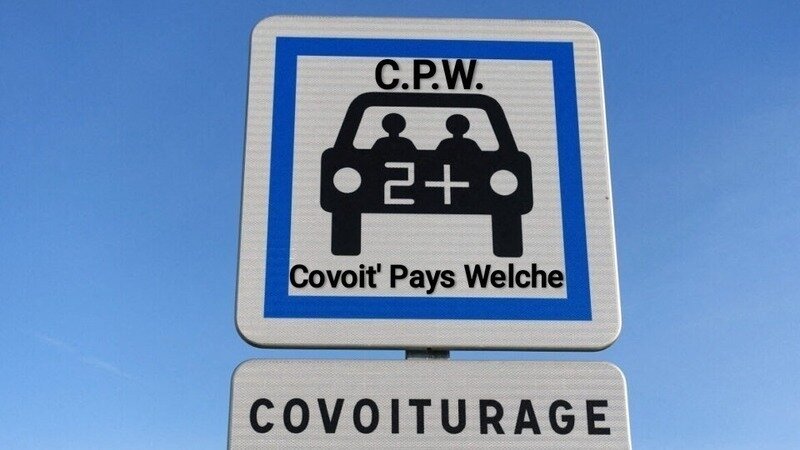 C.P.W.
2+
Covoit' Pays Welche
COVOITURAGE